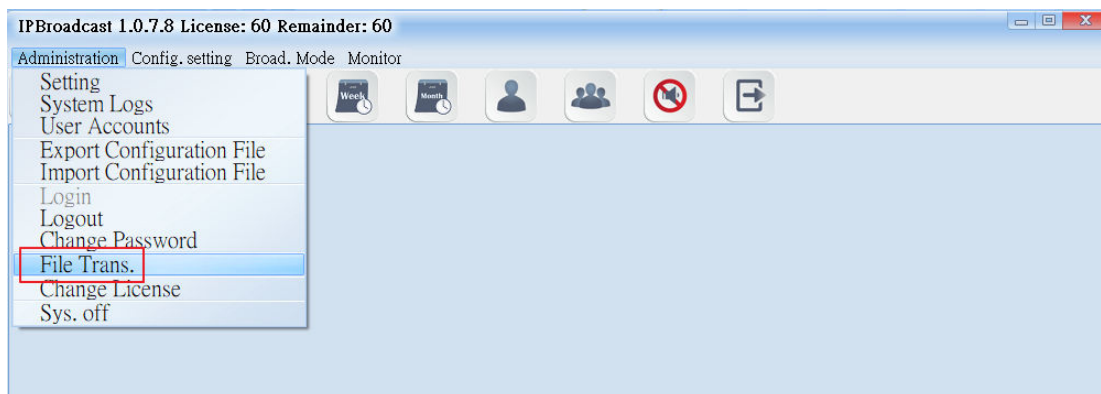 IPBroadcast 1.0.7.8 License: 60 Remainder: 60
Administration Config. setting Broad. Mode Monitor
Setting
System Logs
User Accounts
Export Configuration File
Import Configuration File
Login
Logout
Change Password
File Trans.
Change License
Sys. off
Week
Month